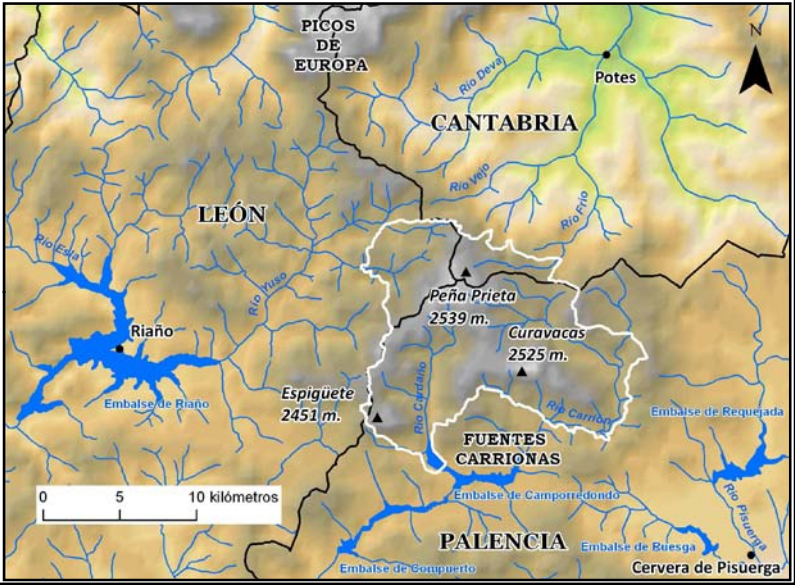 PICOS
DE
EUROPA
N
Río Deva
Potes
CANTABRIA
Río Vejo
Río Frío
LEÓN
Río Esla
Río Yuso
Peña Prieta
2539 m.
Riaño
Curavacas
2525 m.
Espigüete
2451 m.
Embalse de Riaño
Río Cardaño
Río Carrión
Embalse de Requejada
FUENTES
CARRIONAS
0 5 10 kilómetros
Embalse de Camporredondo
Río Pisuerga
PALENCIA
Embalse de Ruesga
Embalse de Compuerto
Cervera de Pisuerga